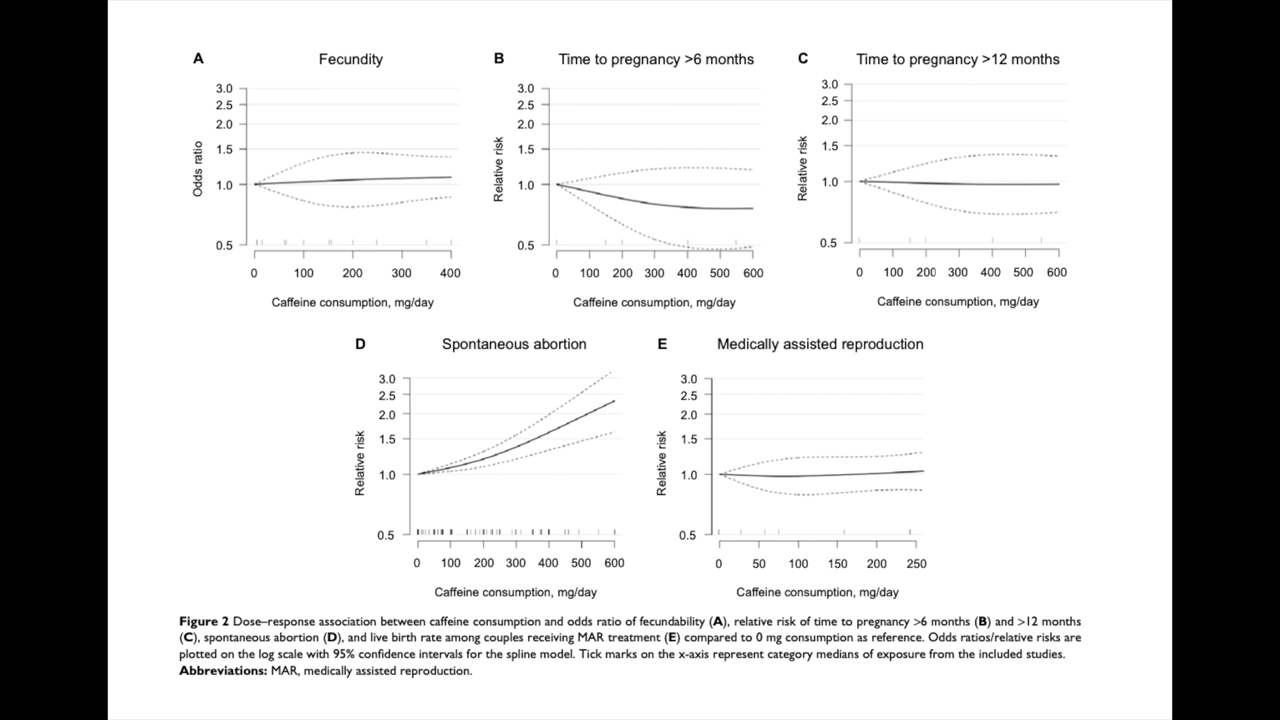 A Fecundity
3.0
2.5
2.0
1.5
1.0
0.5
Odds ratio
0 100 200 300 400
Caffeine consumption, mg/day
B Time to pregnancy >6 months
3.0
2.5
2.0
1.5
1.0
0.5
Relative risk
0 100 200 300 400 500 600
Caffeine consumption, mg/day
C Time to pregnancy >12 months
3.0
2.5
2.0
1.5
1.0
0.5
Relative risk
0 100 200 300 400 500 600
Caffeine consumption, mg/day
D Spontaneous abortion
3.0
2.5
2.0
1.5
1.0
0.5
Relative risk
0 100 200 300 400 500 600
Caffeine consumption, mg/day
E Medically assisted reproduction
3.0
2.5
2.0
1.5
1.0
0.5
Relative risk
0 50 100 150 200 250
Caffeine consumption, mg/day
Figure 2 Dose–response association between caffeine consumption and odds ratio of fecundability (A), relative risk of time to pregnancy >6 months (B) and >12 months
(C), spontaneous abortion (D), and live birth rate among couples receiving MAR treatment (E) compared to 0 mg consumption as reference. Odds ratios/relative risks are
plotted on the log scale with 95% confidence intervals for the spline model. Tick marks on the x-axis represent category medians of exposure from the included studies.
Abbreviations: MAR, medically assisted reproduction.